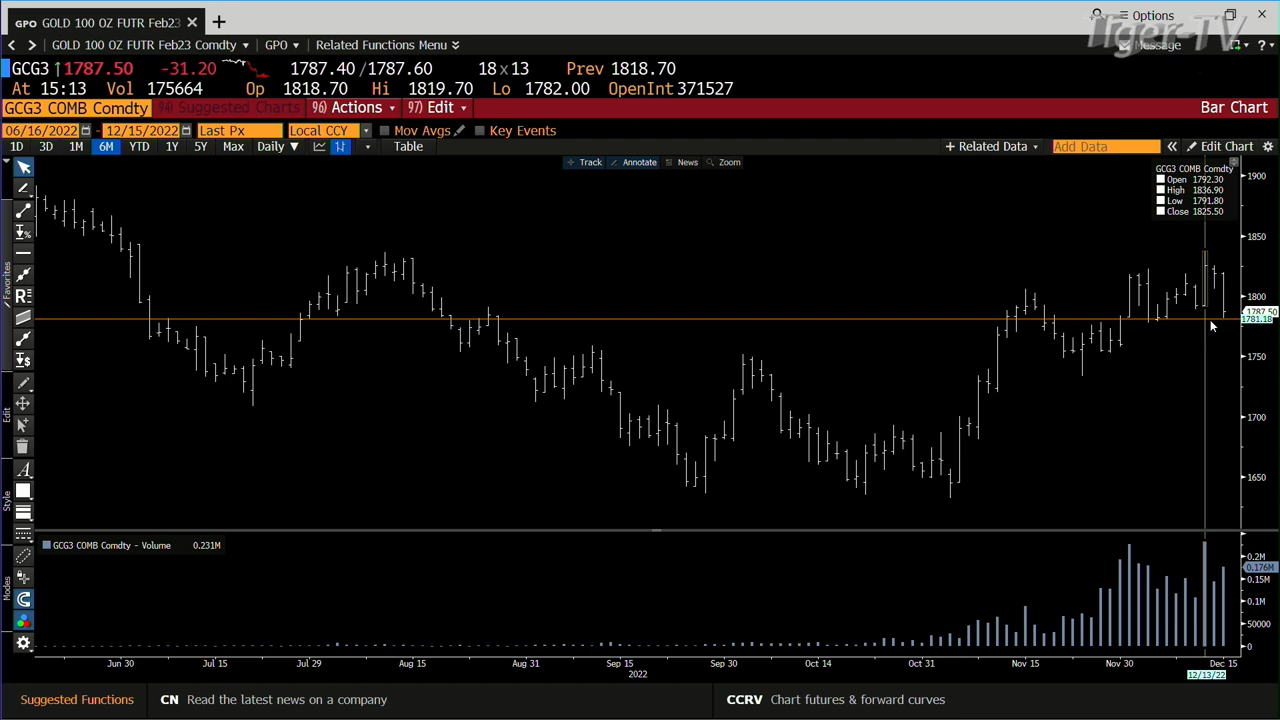 GPO GOLD 100 OZ FUTR Feb23
Options
Tiger-TV
GOLD 100 OZ FUTR Feb23 Comdty GPO Related Functions Menu
Message
GCG3 ↑1787.50 -31.20 1787.40/1787.60 18x13 Prev 1818.70
At 15:13 Vol 175664 Op 1818.70 Hi 1819.70 Lo 1782.00 OpenInt 371527
GCG3 COMB Comdty 94) Suggested Charts 96) Actions 97) Edit Bar Chart
06/16/2022 - 12/15/2022 Last Px Local CCY Mov Avgs Key Events
1D 3D 1M 6M YTD 1Y 5Y Max Daily ▼ Table + Related Data Add Data « Edit Chart
Track Annotate News Zoom
GCG3 COMB Comdty
Open 1792.30
High 1836.90
Low 1791.80
Close 1825.50
1900
1850
1800
1787.50
1781.18
1750
1700
1650
Favorites
Edit
Style
Modes
GCG3 COMB Comdty - Volume 0.231M
0.2M
0.176M
0.15M
0.1M
50000
0
Jun 30 Jul 15 Jul 29 Aug 15 Aug 31 Sep 15 Sep 30 Oct 14 Oct 31 Nov 15 Nov 30 Dec 15
2022
12/13/22
Suggested Functions CN Read the latest news on a company CCRV Chart futures & forward curves